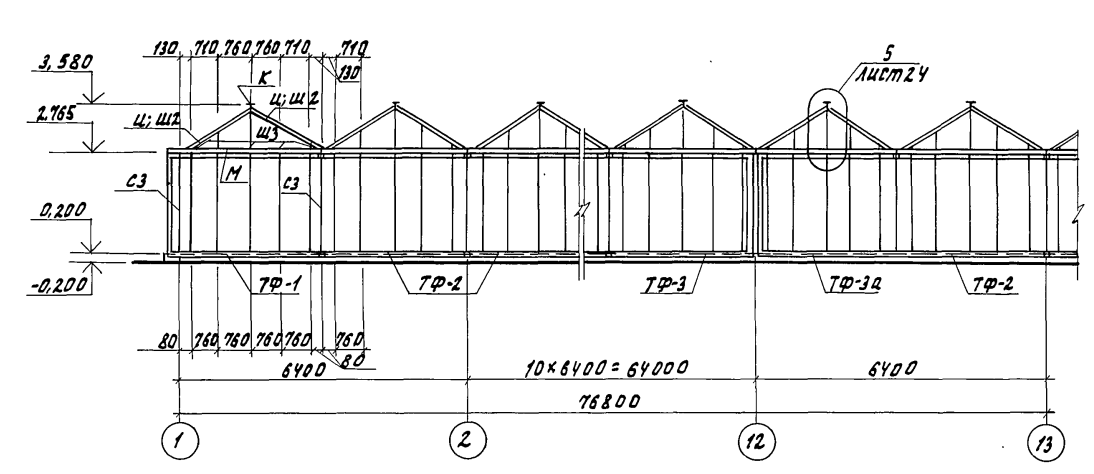 130 710 760 760 710 710
130
3,580
2.765
К
Ц; Ш2
Ц; Ш2
Ш3
5
Лист 24
М
С3
С3
0,200
-0,200
ТФ-1
ТФ-2
ТФ-3
ТФ-3а
ТФ-2
80 760 760 760 760 760
80
6400
10×6400=64000
6400
76800
1
2
12
13